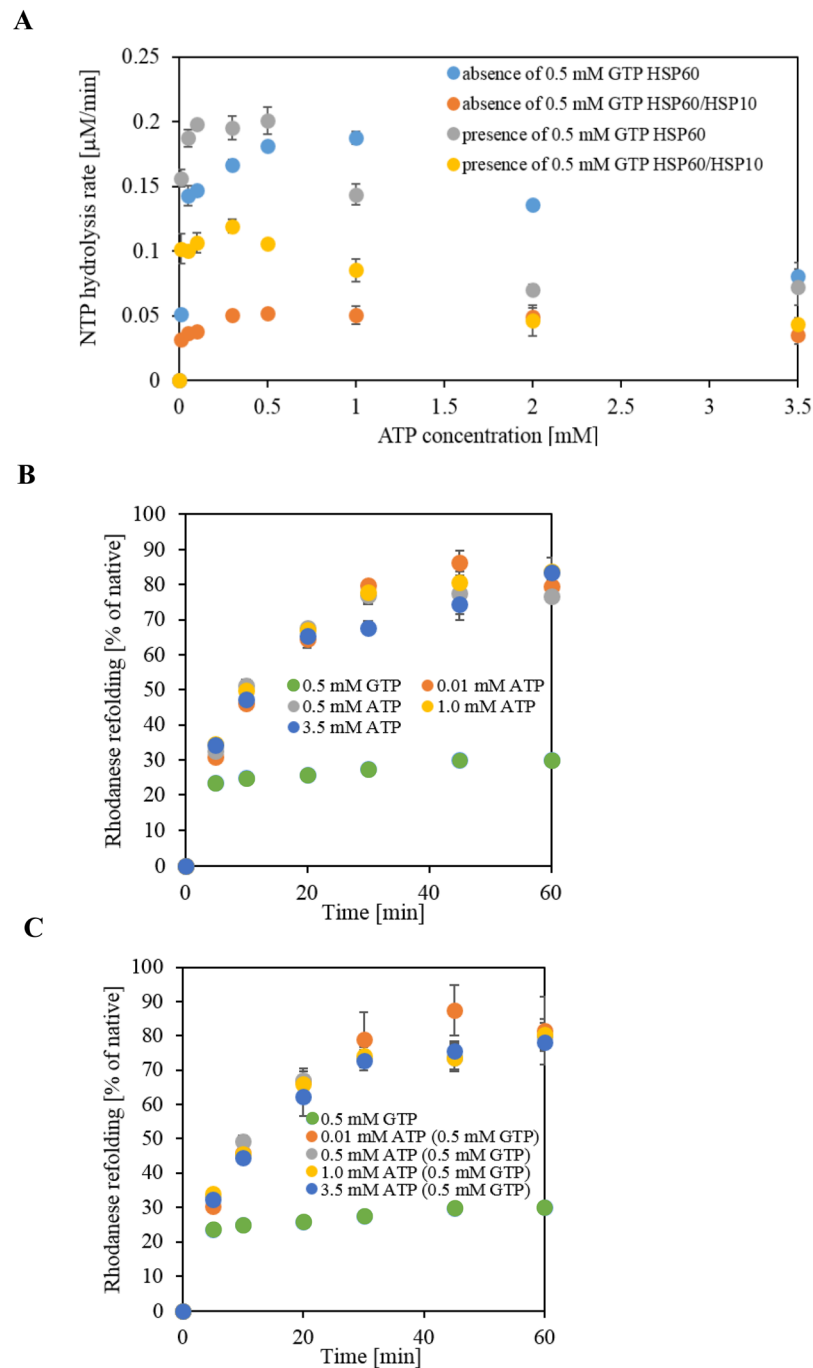 A
NTP hydrolysis rate [µM/min]
0.25
0.2
0.15
0.1
0.05
0
absence of 0.5 mM GTP HSP60
absence of 0.5 mM GTP HSP60/HSP10
presence of 0.5 mM GTP HSP60
presence of 0.5 mM GTP HSP60/HSP10
0 0.5 1 1.5 2 2.5 3 3.5
ATP concentration [mM]
B
Rhodanese refolding [% of native]
100
90
80
70
60
50
40
30
20
10
0
0.5 mM GTP 0.01 mM ATP
0.5 mM ATP 1.0 mM ATP
3.5 mM ATP
0 20 40 60
Time [min]
C
Rhodanese refolding [% of native]
100
90
80
70
60
50
40
30
20
10
0
0.5 mM GTP
0.01 mM ATP (0.5 mM GTP)
0.5 mM ATP (0.5 mM GTP)
1.0 mM ATP (0.5 mM GTP)
3.5 mM ATP (0.5 mM GTP)
0 20 40 60
Time [min]